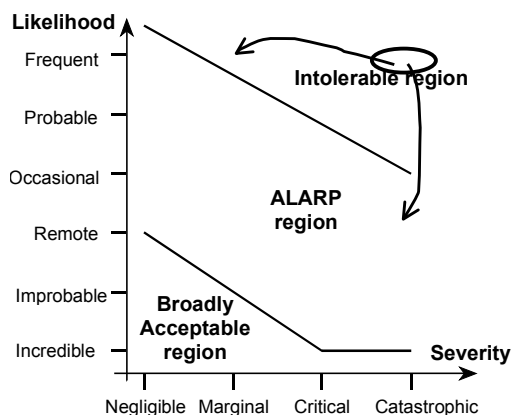 Likelihood
Frequent
Intolerable region
Probable
Occasional
ALARP
region
Remote
Improbable
Broadly
Acceptable
region
Incredible
Severity
Negligible Marginal Critical Catastrophic